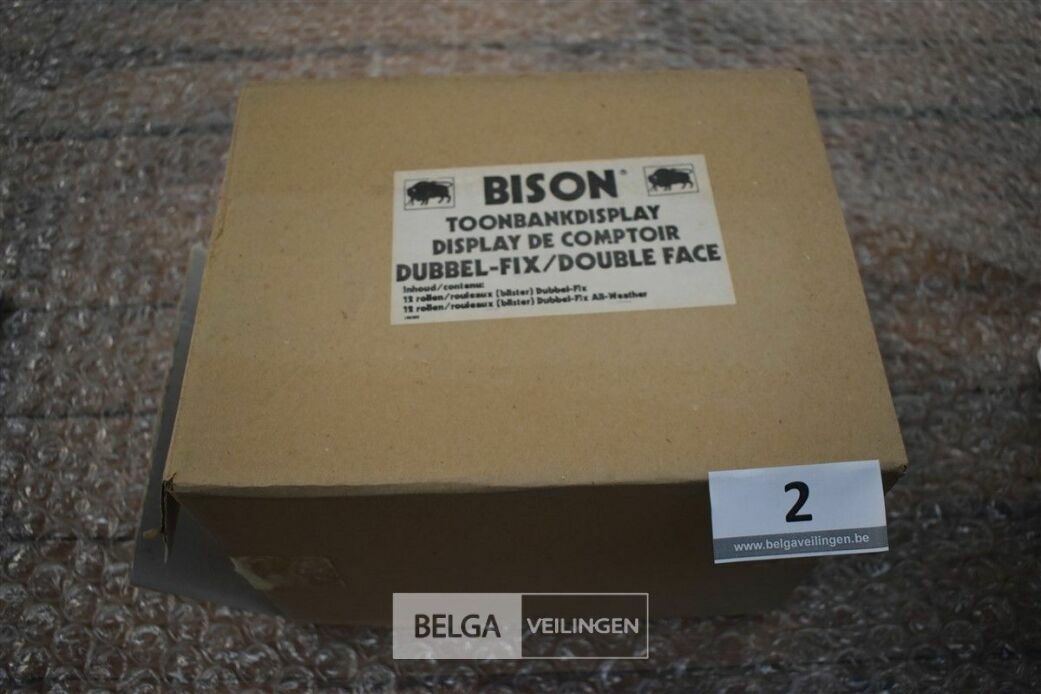 BISON®
TOONBANKDISPLAY
DISPLAY DE COMPTOIR
DUBBEL-FIX/DOUBLE FACE
Inhoud/contenu:
12 rollen/rouleaux (blister) Dubbel-Fix
12 rollen/rouleaux (blister) Dubbel-Fix All-Weather
2
www.belgaveilingen.be
BELGA VEILINGEN